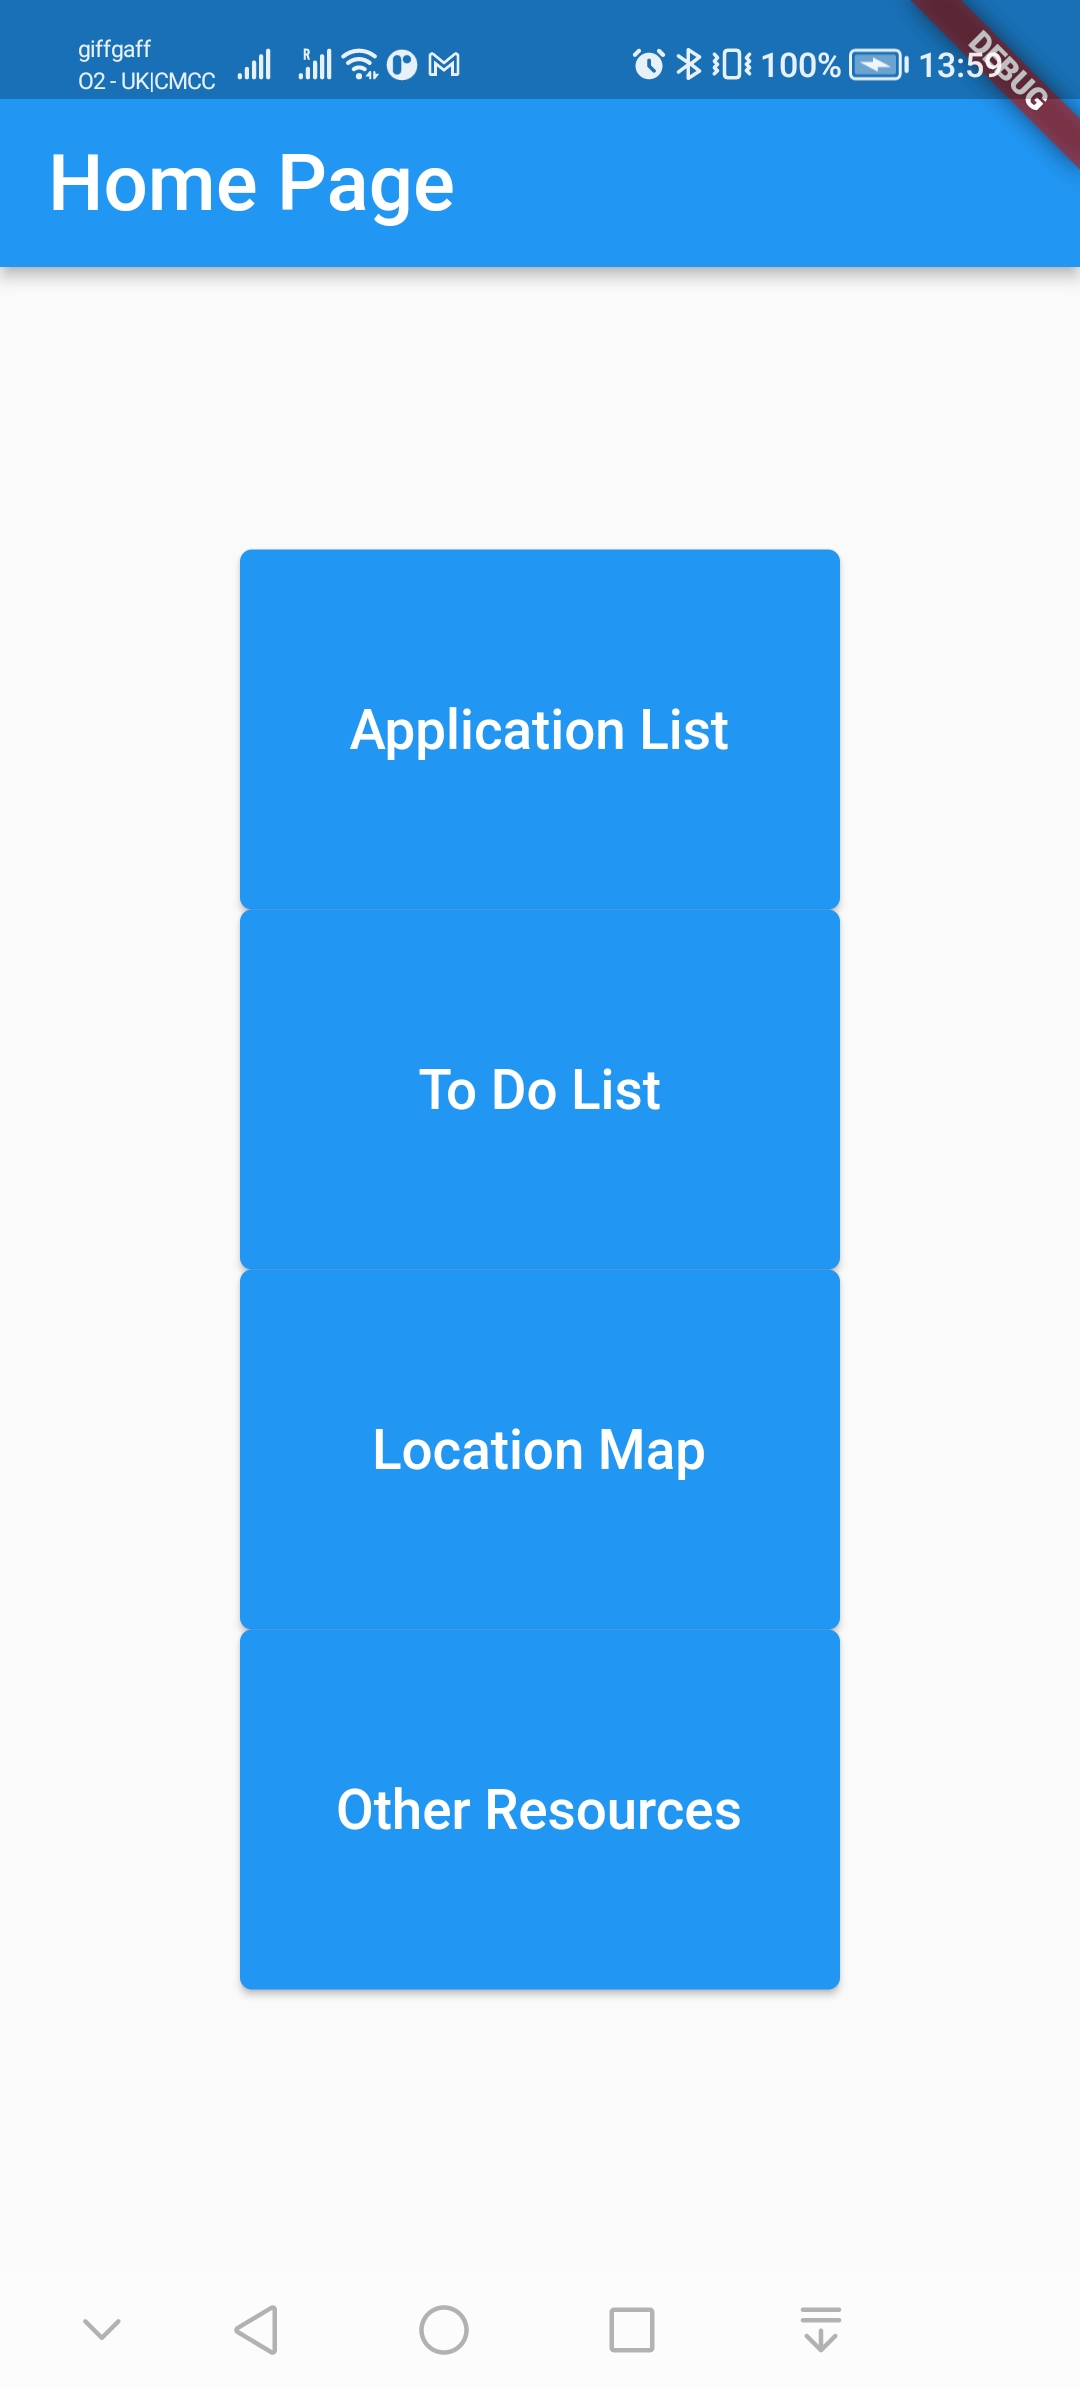 giffgaff
O2 - UK|CMCC
R
100%
13:59
DEBUG
Home Page
Application List
To Do List
Location Map
Other Resources